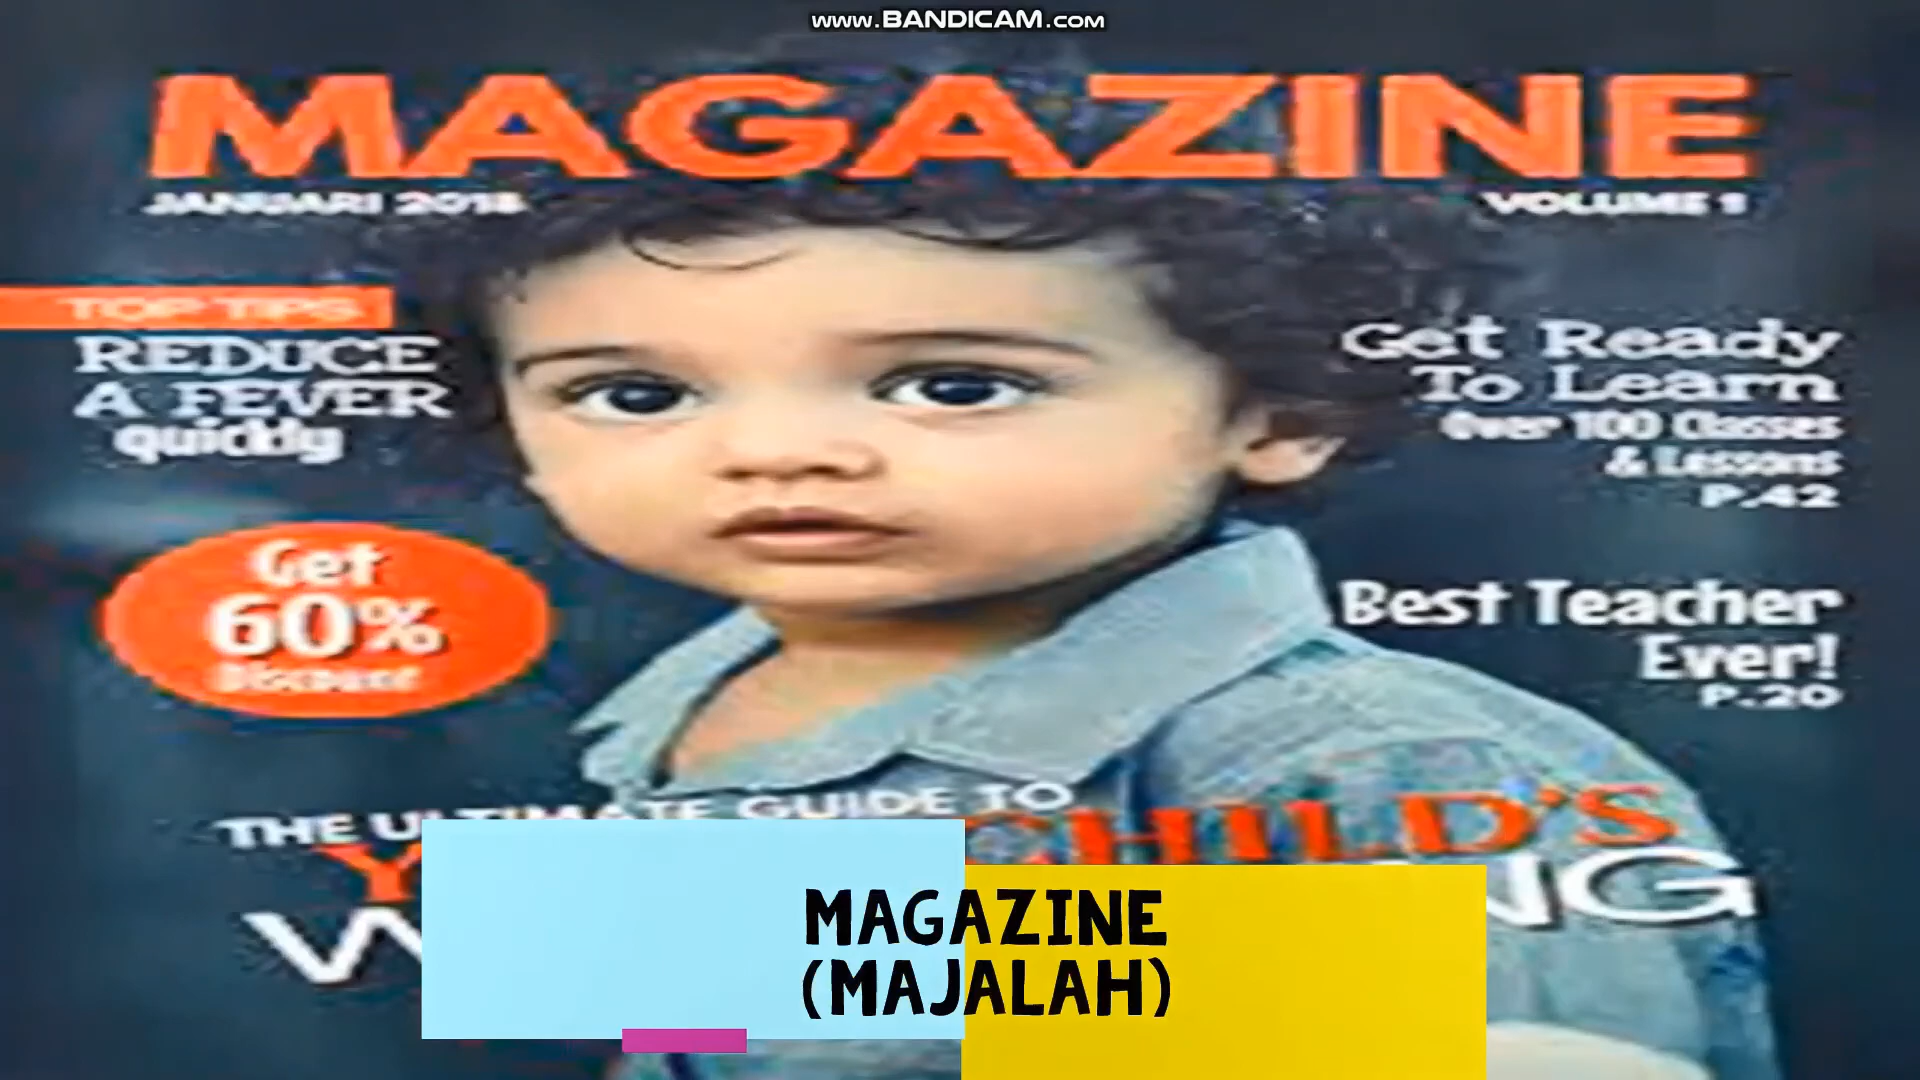 www.BANDICAM.com
MAGAZINE
JANUARI 2018
VOLUME 1
TOP TIPS
REDUCE
A FEVER
quickly
Get Ready
To Learn
Over 100 Classes
& Lessons
P.42
Get
60%
Discount
Best Teacher
Ever!
P.20
THE ULTIMATE GUIDE TO
CHILD'S
MAGAZINE
(MAJALAH)